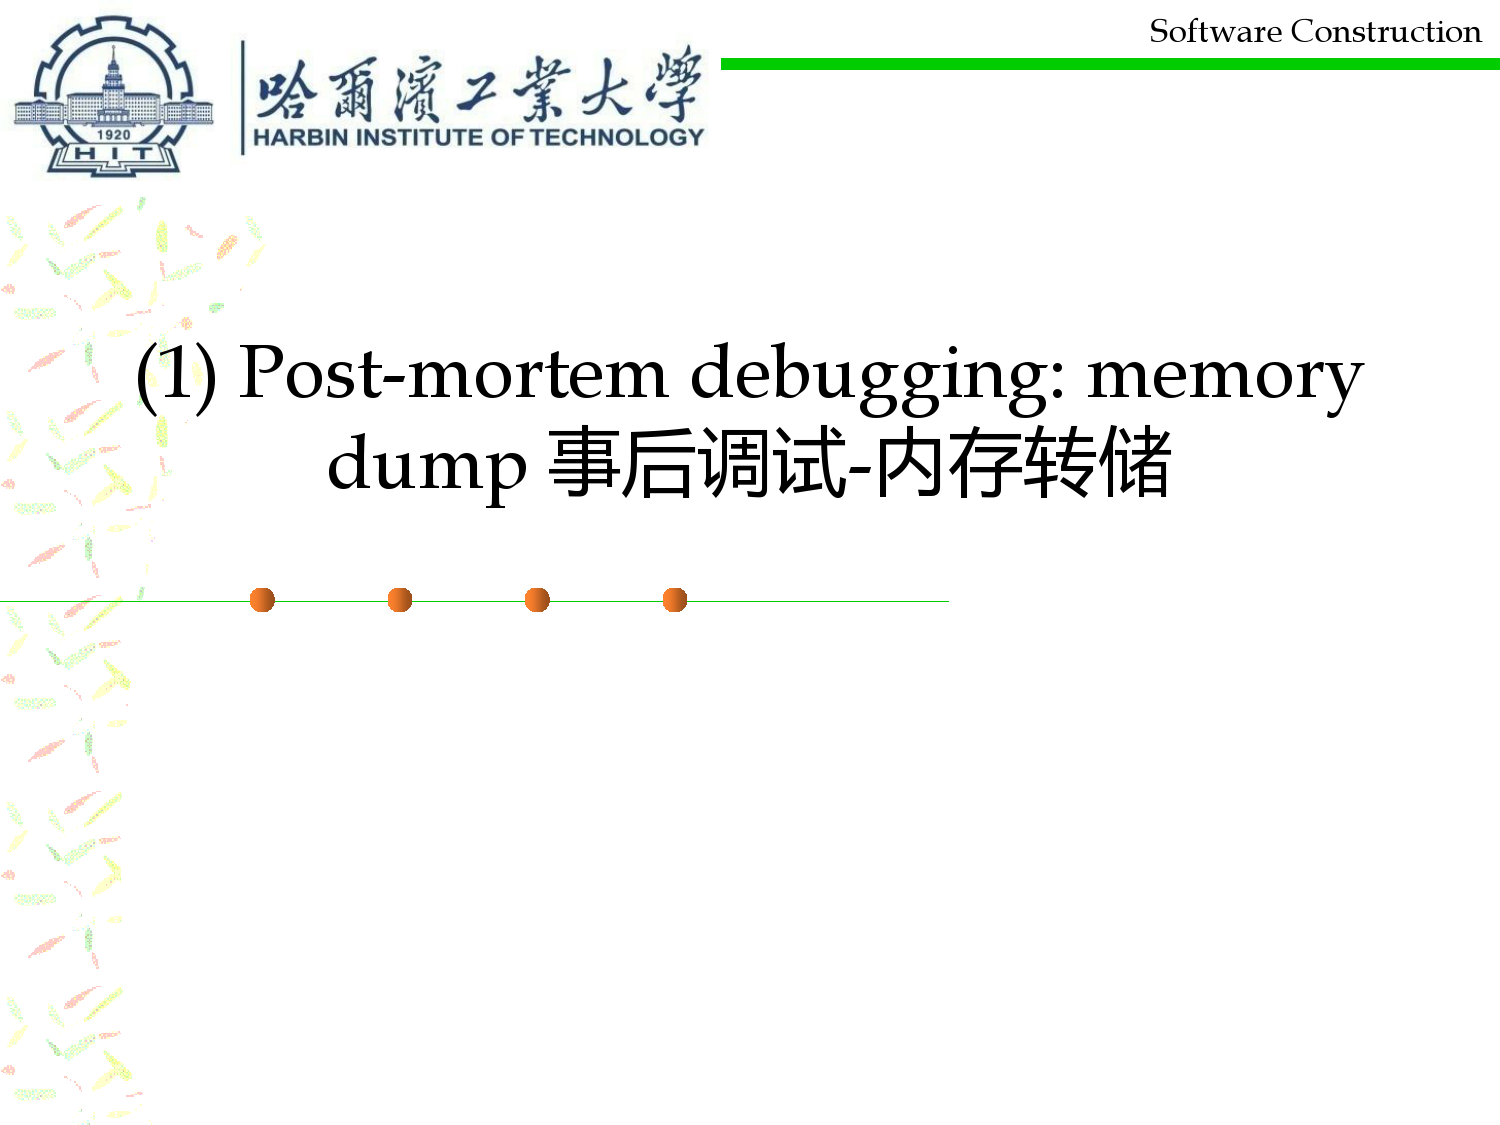 Software Construction
哈爾濱工業大學
HARBIN INSTITUTE OF TECHNOLOGY
1920
HIT
(1) Post-mortem debugging: memory
dump 事后调试-内存转储